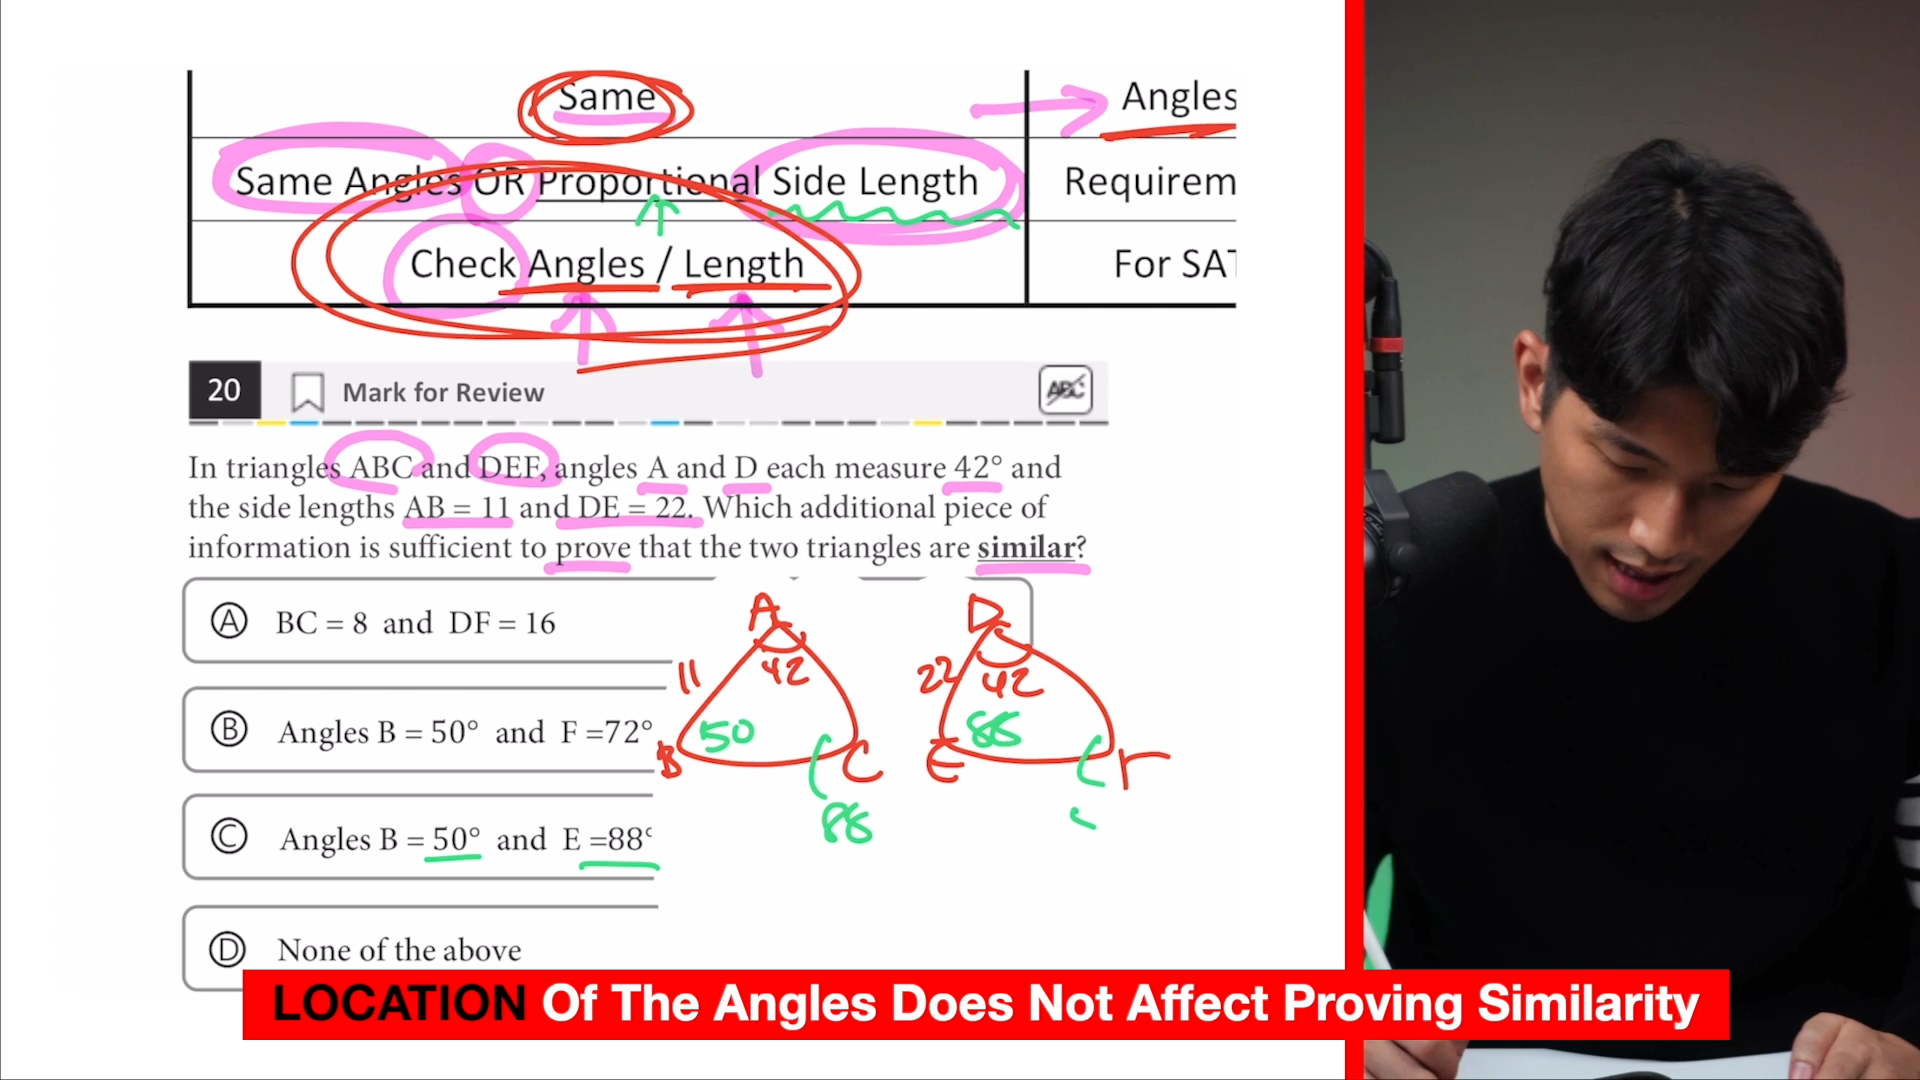 Same
Angles
Same Angles OR Proportional Side Length
Requirem
Check Angles / Length
For SAT
20 Mark for Review ABC
In triangles ABC and DEF, angles A and D each measure 42° and
the side lengths AB = 11 and DE = 22. Which additional piece of
information is sufficient to prove that the two triangles are similar?
A BC = 8 and DF = 16
B Angles B = 50° and F =72°
C Angles B = 50° and E =88°
D None of the above
A D
11 42 22 42
50 88
B C E F
88
LOCATION Of The Angles Does Not Affect Proving Similarity